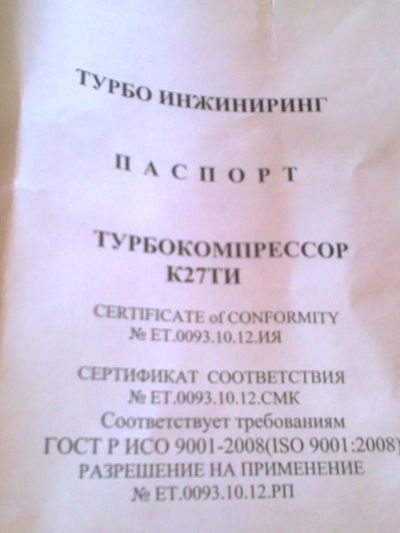 ТУРБО ИНЖИНИРИНГ
ПАСПОРТ
ТУРБОКОМПРЕССОР
К27ТИ
CERTIFICATE of CONFORMITY
№ ЕТ.0093.10.12.ИЯ
СЕРТИФИКАТ СООТВЕТСТВИЯ
№ ЕТ.0093.10.12.СМК
Соответствует требованиям
ГОСТ Р ИСО 9001-2008(ISO 9001:2008)
РАЗРЕШЕНИЕ НА ПРИМЕНЕНИЕ
№ ЕТ.0093.10.12.РП